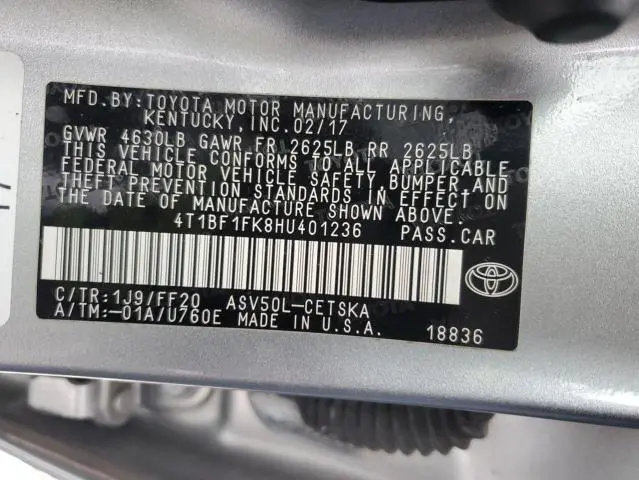 MFD.BY:TOYOTA MOTOR MANUFACTURING,
KENTUCKY, INC.02/17
GVWR 4630LB GAWR FR 2625LB RR 2625LB
THIS VEHICLE CONFORMS TO ALL APPLICABLE
FEDERAL MOTOR VEHICLE SAFETY BUMPER AND
THEFT PREVENTION STANDARDS IN EFFECT ON
THE DATE OF MANUFACTURE SHOWN ABOVE.
4T1BF1FK8HU401236 PASS.CAR
C/TR:1J9/FF20 ASV50L-CETSKA
A/TM:-01A/U760E MADE IN U.S.A. 18836
TOYOTA